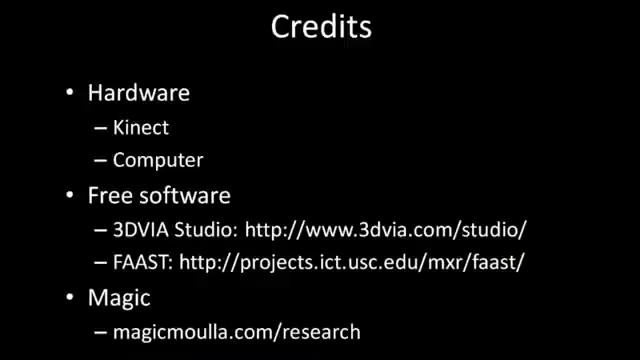 Credits
• Hardware
– Kinect
– Computer
• Free software
– 3DVIA Studio: http://www.3dvia.com/studio/
– FAAST: http://projects.ict.usc.edu/mxr/faast/
• Magic
– magicmoulla.com/research